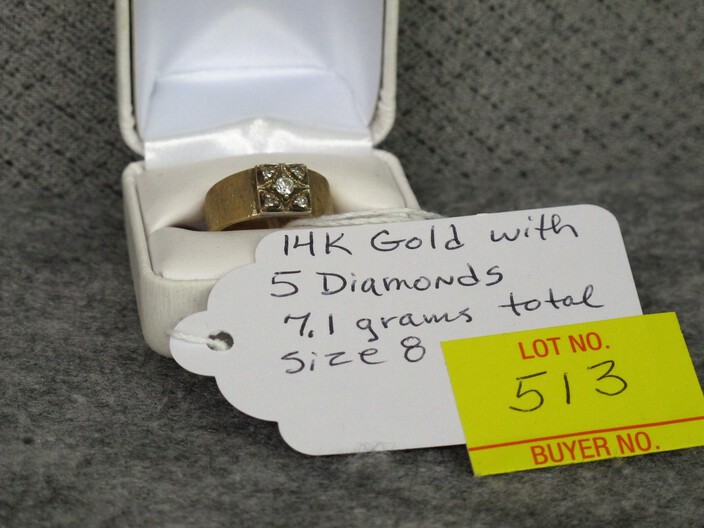 14K Gold with
5 Diamonds
7.1 grams total
Size 8
LOT NO.
513
BUYER NO.